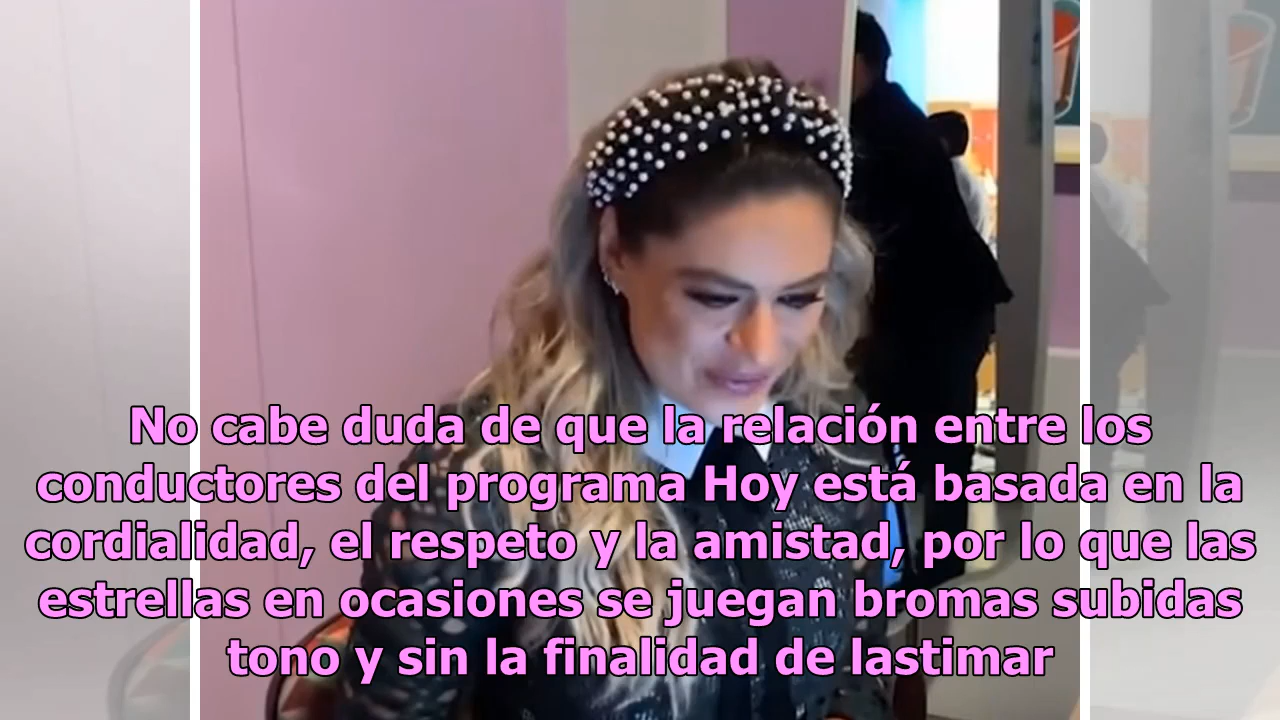 No cabe duda de que la relación entre los
conductores del programa Hoy está basada en la
cordialidad, el respeto y la amistad, por lo que las
estrellas en ocasiones se juegan bromas subidas
tono y sin la finalidad de lastimar